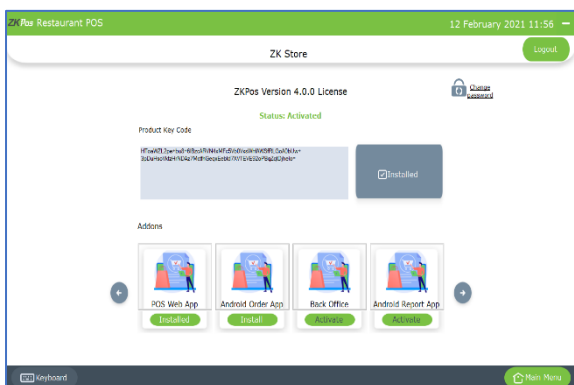 ZKPos Restaurant POS
12 February 2021 11:56
ZK Store
Logout
ZKPos Version 4.0.0 License
Change password
Status: Activated
Product Key Code
Installed
Addons
POS Web App
Android Order App
Back Office
Android Report App
Installed
Install
Activate
Activate
Keyboard
Main Menu